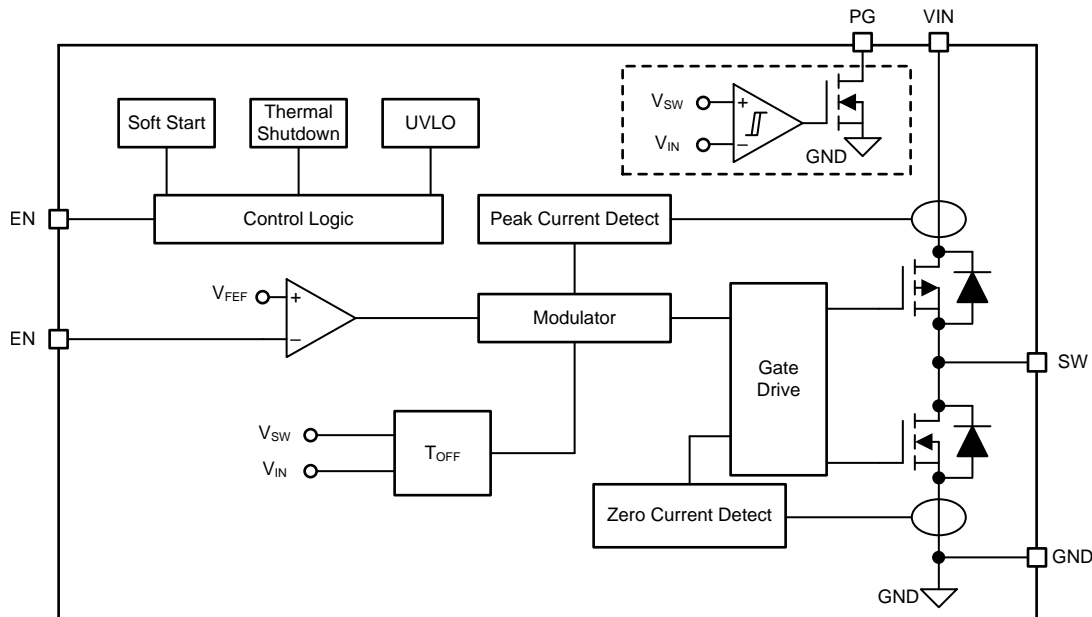 PG VIN
Soft Start
Thermal
Shutdown
UVLO
VSW
+
VIN
−
GND
EN
Control Logic
Peak Current Detect
VFEF
+
Modulator
EN
−
Gate
Drive
SW
VSW
VIN
TOFF
Zero Current Detect
GND
GND